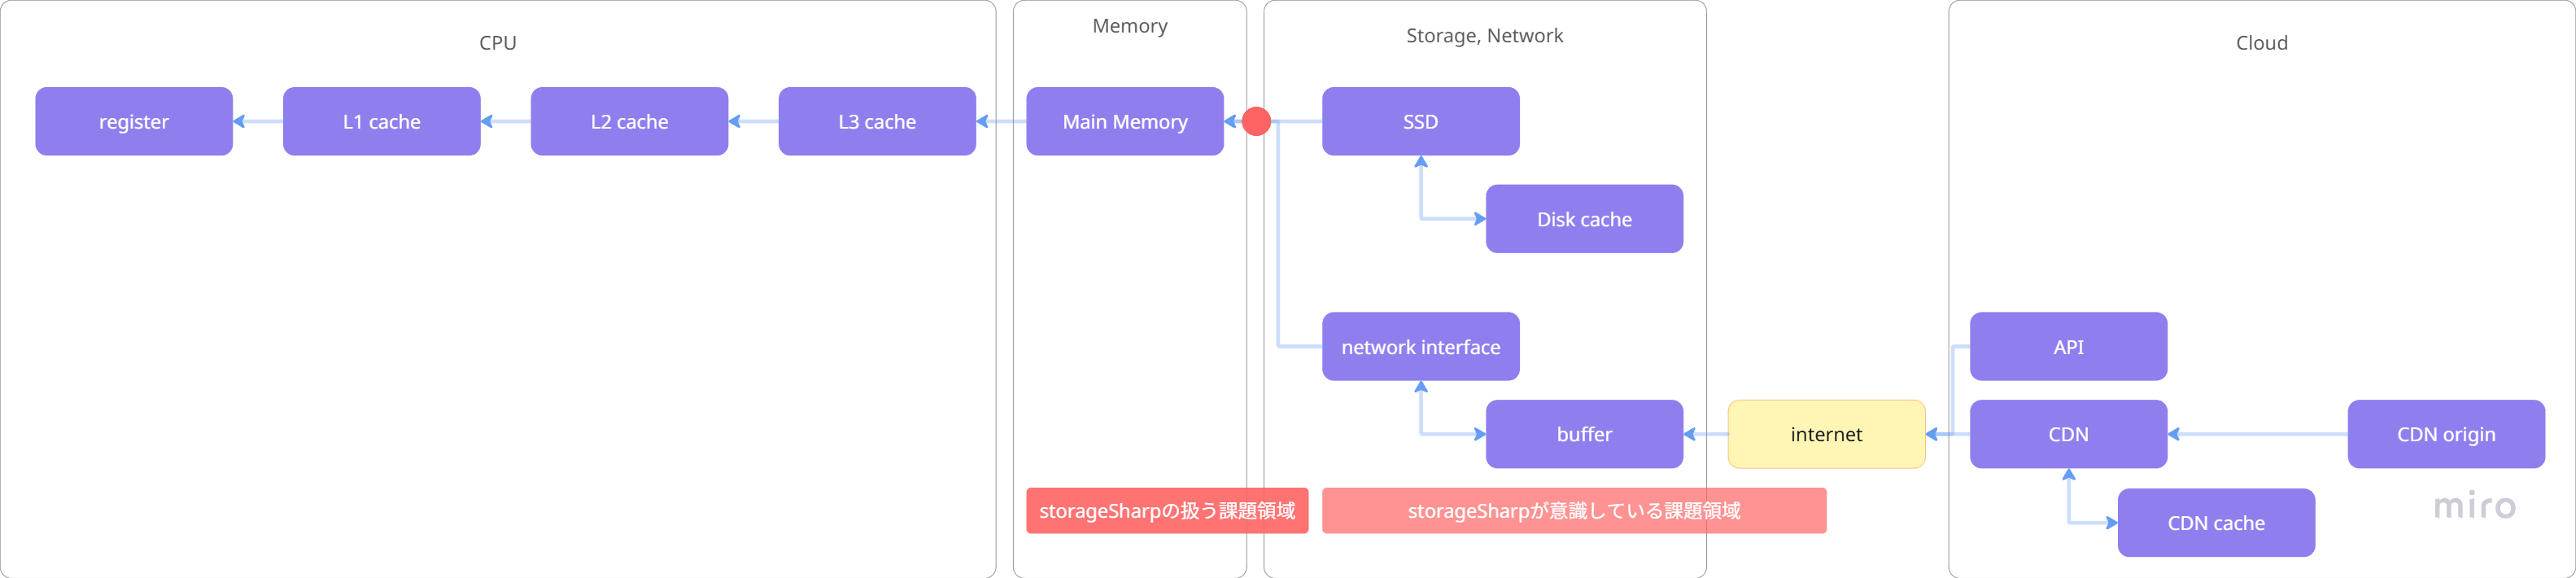 CPU
Memory
Storage, Network
Cloud
register
L1 cache
L2 cache
L3 cache
Main Memory
SSD
Disk cache
network interface
API
buffer
internet
CDN
CDN origin
storageSharpの扱う課題領域
storageSharpが意識している課題領域
CDN cache
miro